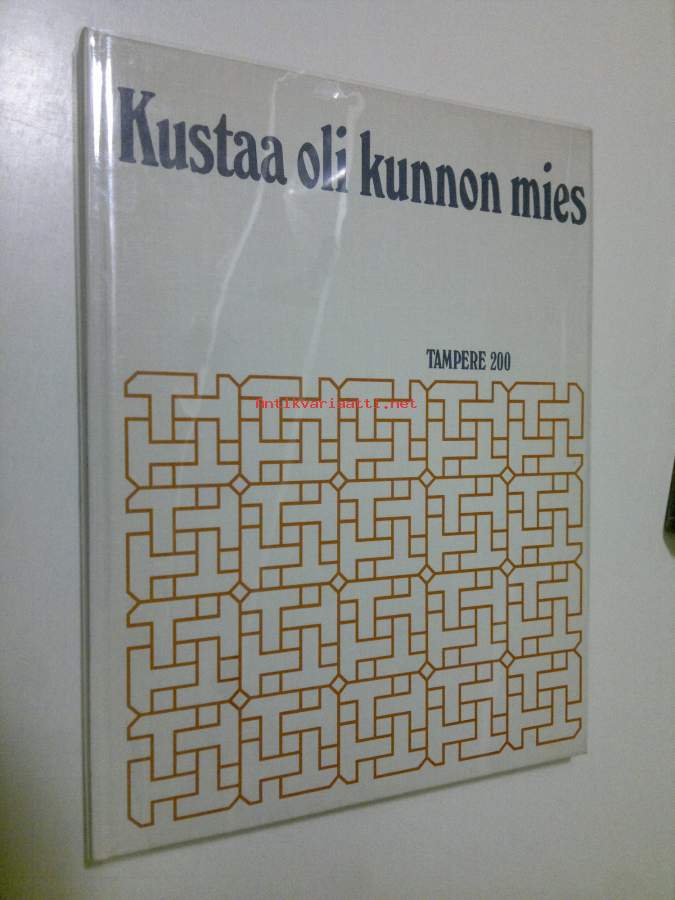 Kustaa oli kunnon mies
TAMPERE 200
antikvariaatti.net